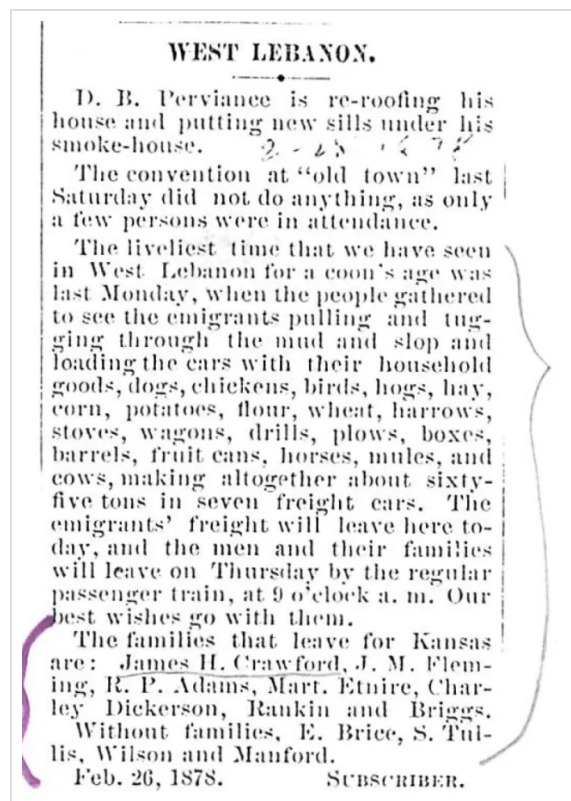 WEST LEBANON.
D. B. Perviance is re-roofing his
house and putting new sills under his
smoke-house.
The convention at "old town" last
Saturday did not do anything, as only
a few persons were in attendance.
The liveliest time that we have seen
in West Lebanon for a coon's age was
last Monday, when the people gathered
to see the emigrants pulling and tug-
ging through the mud and slop and
loading the cars with their household
goods, dogs, chickens, birds, hogs, hay,
corn, potatoes, flour, wheat, harrows,
stoves, wagons, drills, plows, boxes,
barrels, fruit cans, horses, mules, and
cows, making altogether about sixty-
five tons in seven freight cars. The
emigrants' freight will leave here to-
day, and the men and their families
will leave on Thursday by the regular
passenger train, at 9 o'clock a. m. Our
best wishes go with them.
The families that leave for Kansas
are: James H. Crawford, J. M. Flem-
ing, R. P. Adams, Mart. Etnire, Char-
ley Dickerson, Rankin and Briggs.
Without families, E. Brice, S. Tul-
lis, Wilson and Manford.
Feb. 26, 1878. SUBSCRIBER.